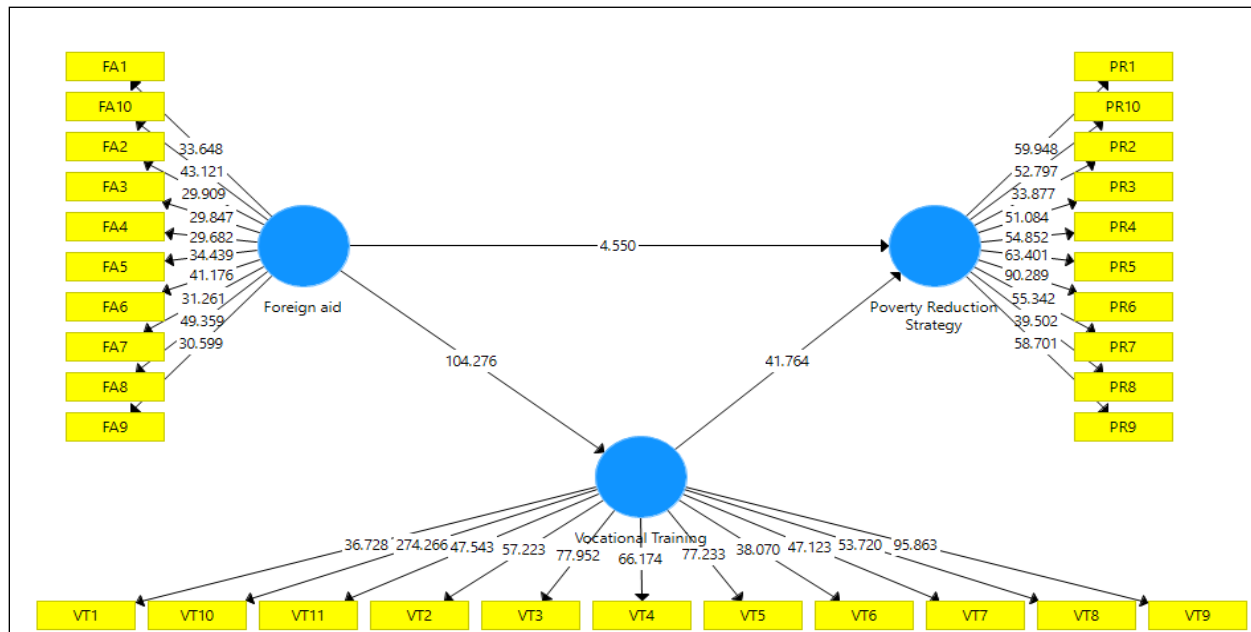 FA1
FA10
FA2
FA3
FA4
FA5
FA6
FA7
FA8
FA9
33.648
43.121
29.909
29.847
29.682
34.439
41.176
31.261
49.359
30.599
Foreign aid
4.550
104.276
41.764
Poverty Reduction
Strategy
59.948
52.797
33.877
51.084
54.852
63.401
90.289
55.342
39.502
58.701
PR1
PR10
PR2
PR3
PR4
PR5
PR6
PR7
PR8
PR9
Vocational Training
36.728
274.266
47.543
57.223
77.952
66.174
77.233
38.070
47.123
53.720
95.863
VT1
VT10
VT11
VT2
VT3
VT4
VT5
VT6
VT7
VT8
VT9